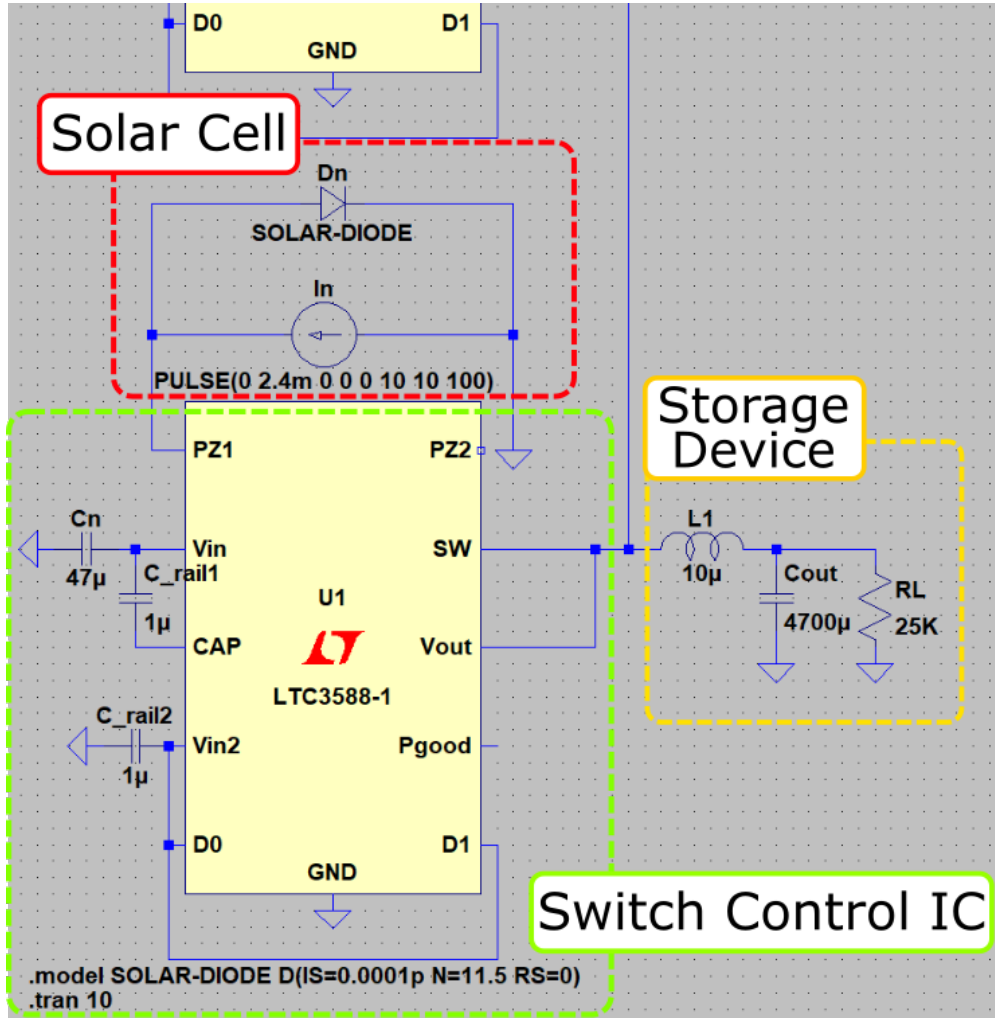 D0
D1
GND
Solar Cell
Dn
SOLAR-DIODE
In
PULSE(0 2.4m 0 0 0 10 10 100)
Storage
Device
PZ1
PZ2
Cn
47µ
Vin
C_rail1
1µ
CAP
U1
LTC3588-1
SW
Vout
L1
10µ
Cout
4700µ
RL
25K
C_rail2
1µ
Vin2
Pgood
D0
D1
GND
Switch Control IC
.model SOLAR-DIODE D(IS=0.0001p N=11.5 RS=0)
.tran 10